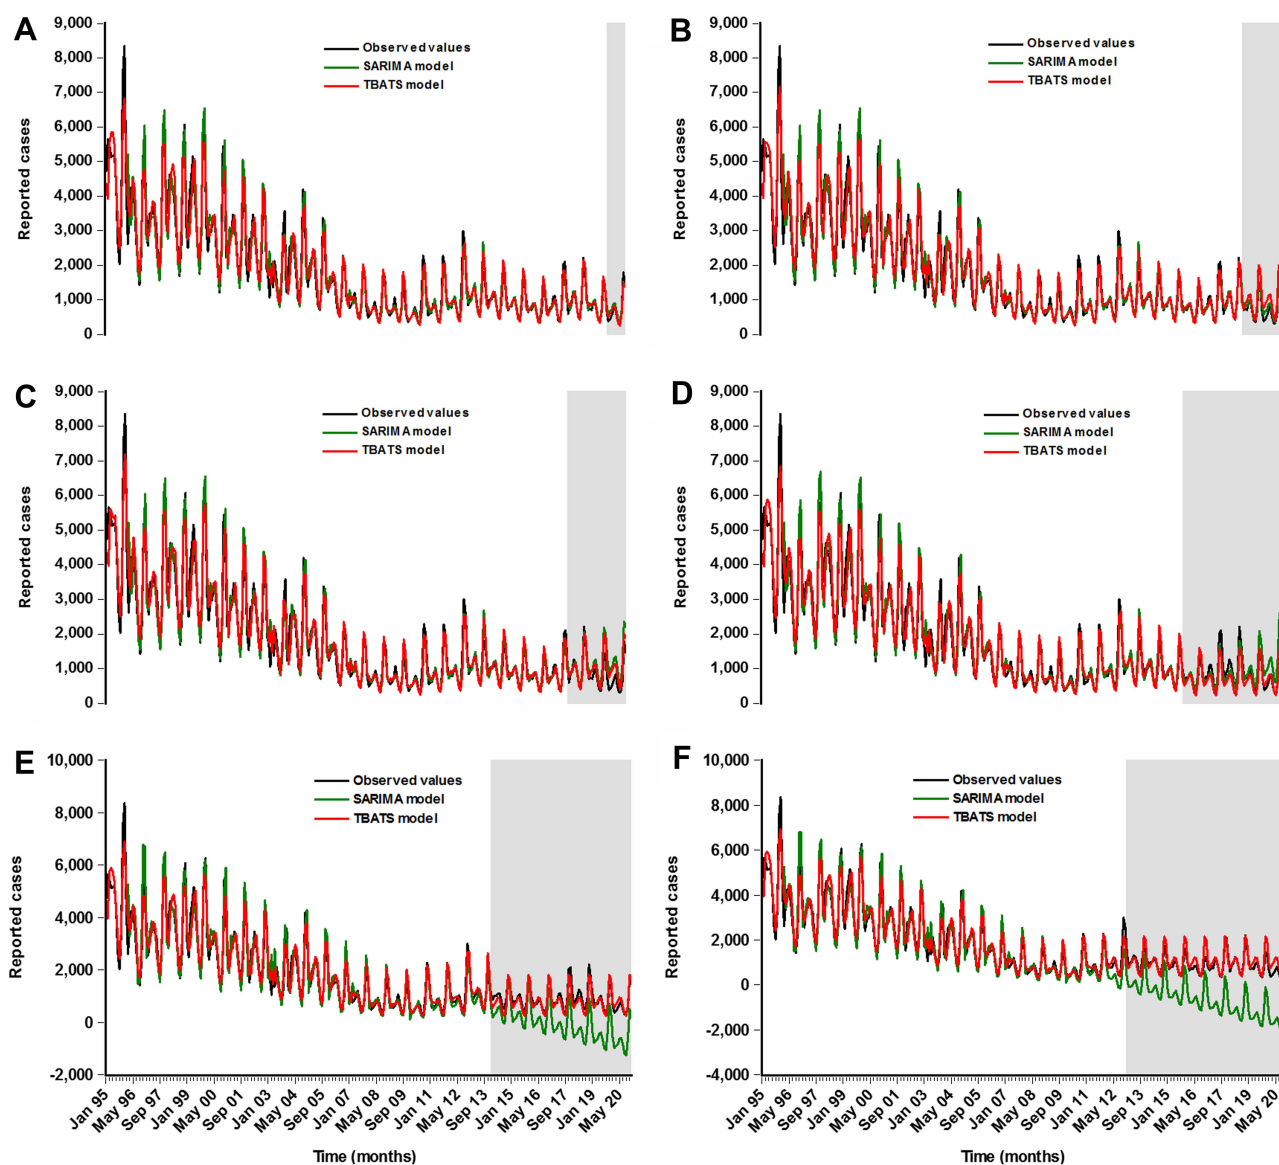 A
9,000
8,000
7,000
6,000
5,000
4,000
3,000
2,000
1,000
0
Reported cases
Observed values
SARIMA model
TBATS model
B
9,000
8,000
7,000
6,000
5,000
4,000
3,000
2,000
1,000
0
Reported cases
Observed values
SARIMA model
TBATS model
C
9,000
8,000
7,000
6,000
5,000
4,000
3,000
2,000
1,000
0
Reported cases
Observed values
SARIMA model
TBATS model
D
9,000
8,000
7,000
6,000
5,000
4,000
3,000
2,000
1,000
0
Reported cases
Observed values
SARIMA model
TBATS model
E
10,000
8,000
6,000
4,000
2,000
0
-2,000
Reported cases
Observed values
SARIMA model
TBATS model
Jan 95
May 96
Sep 97
Jan 99
May 00
Sep 01
Jan 03
May 04
Sep 05
Jan 07
May 08
Sep 09
Jan 11
May 12
Sep 13
Jan 15
May 16
Sep 17
Jan 19
May 20
Time (months)
F
10,000
8,000
6,000
4,000
2,000
0
-2,000
-4,000
Reported cases
Observed values
SARIMA model
TBATS model
Jan 95
May 96
Sep 97
Jan 99
May 00
Sep 01
Jan 03
May 04
Sep 05
Jan 07
May 08
Sep 09
Jan 11
May 12
Sep 13
Jan 15
May 16
Sep 17
Jan 19
May 20
Time (months)